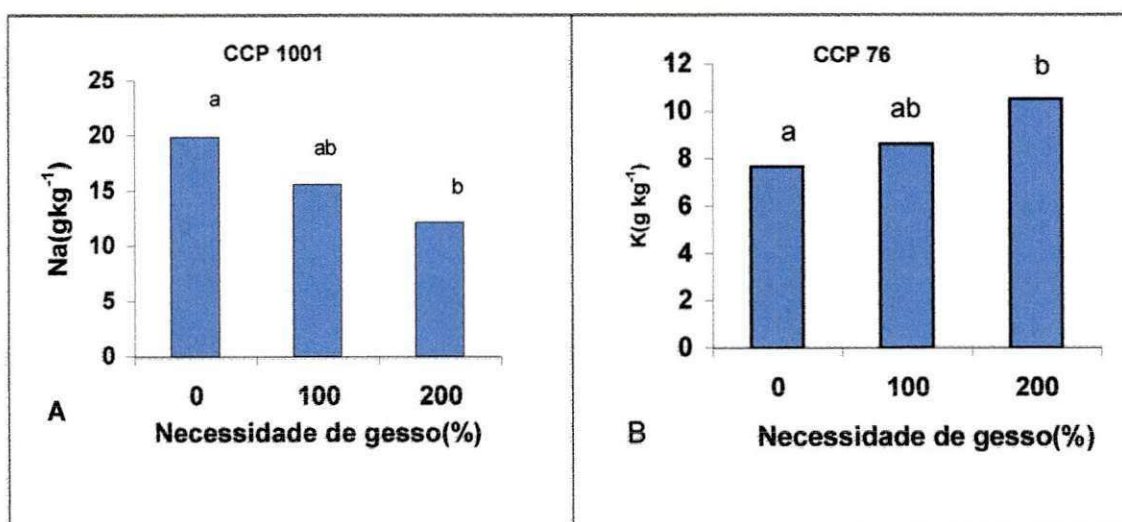 CCP 1001
25
20
15
10
5
0
Na(gkg⁻¹)
a
ab
b
0 100 200
Necessidade de gesso(%)
A
CCP 76
12
10
8
6
4
2
0
K(g kg⁻¹)
a
ab
b
0 100 200
Necessidade de gesso(%)
B